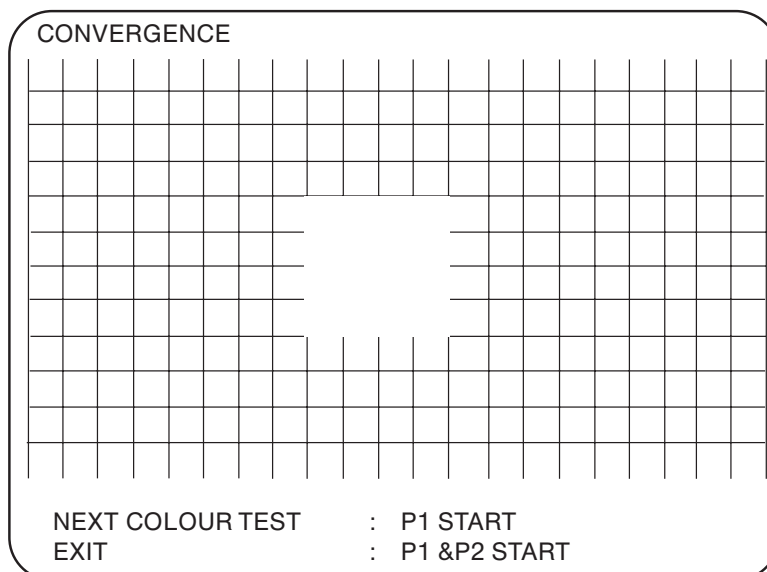 CONVERGENCE
NEXT COLOUR TEST : P1 START
EXIT : P1 &P2 START